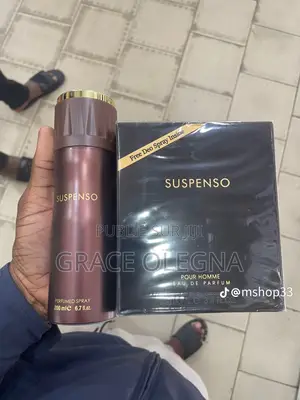 Free Deo Spray Inside
SUSPENSO
SUSPENSO
GRACE OLEGNA
POUR HOMME
EAU DE PARFUM
@mshop33
PERFUMED SPRAY
200 ml℮ 6.7 fl.oz